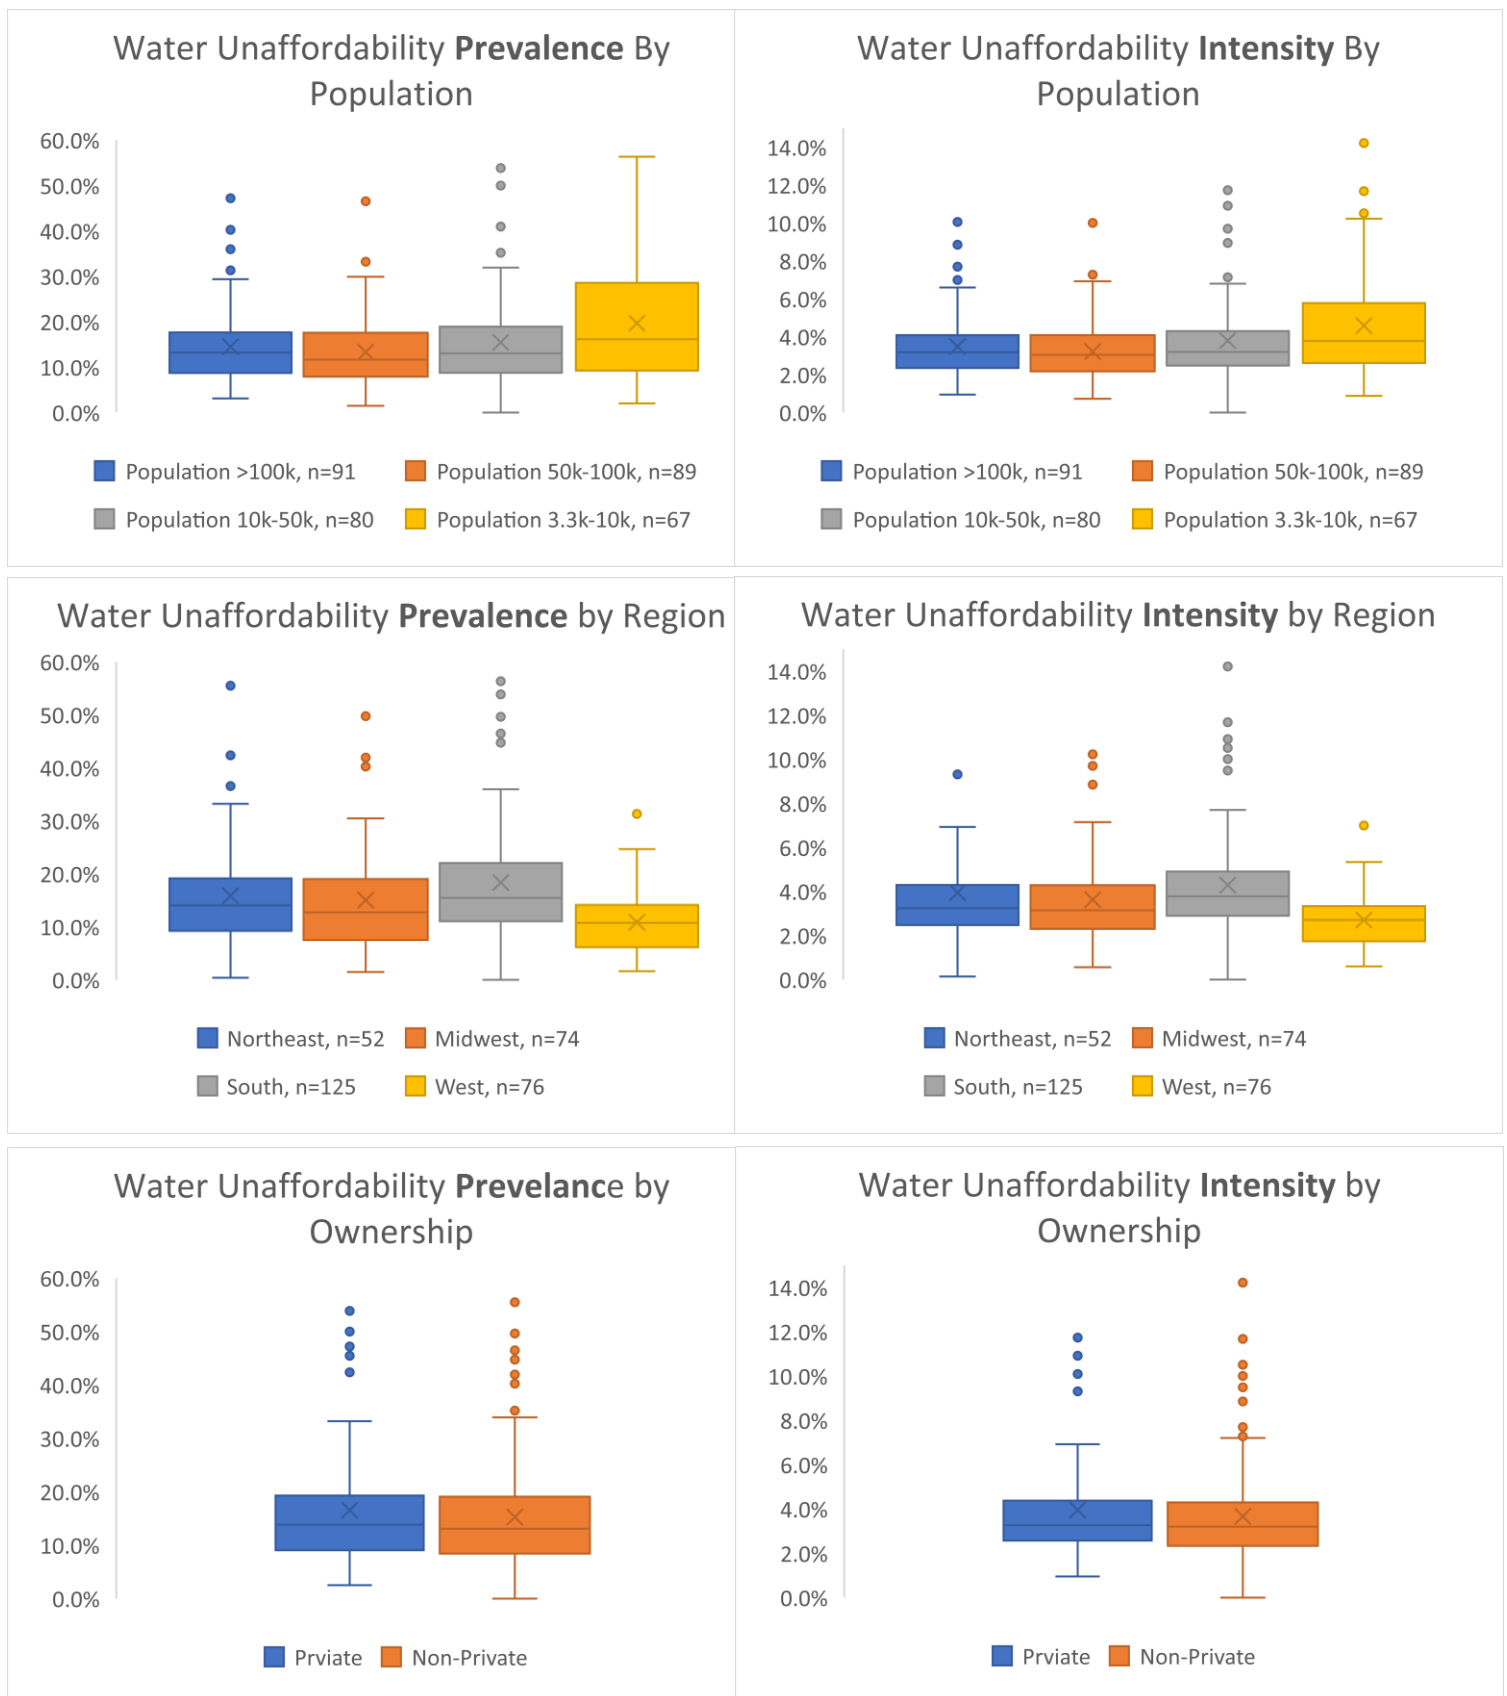 Water Unaffordability Prevalence By
Population
60.0%
50.0%
40.0%
30.0%
20.0%
10.0%
0.0%
Population >100k, n=91
Population 50k-100k, n=89
Population 10k-50k, n=80
Population 3.3k-10k, n=67
Water Unaffordability Intensity By
Population
14.0%
12.0%
10.0%
8.0%
6.0%
4.0%
2.0%
0.0%
Population >100k, n=91
Population 50k-100k, n=89
Population 10k-50k, n=80
Population 3.3k-10k, n=67
Water Unaffordability Prevalence by Region
60.0%
50.0%
40.0%
30.0%
20.0%
10.0%
0.0%
Northeast, n=52
Midwest, n=74
South, n=125
West, n=76
Water Unaffordability Intensity by Region
14.0%
12.0%
10.0%
8.0%
6.0%
4.0%
2.0%
0.0%
Northeast, n=52
Midwest, n=74
South, n=125
West, n=76
Water Unaffordability Prevelance by
Ownership
60.0%
50.0%
40.0%
30.0%
20.0%
10.0%
0.0%
Prviate
Non-Private
Water Unaffordability Intensity by
Ownership
14.0%
12.0%
10.0%
8.0%
6.0%
4.0%
2.0%
0.0%
Prviate
Non-Private